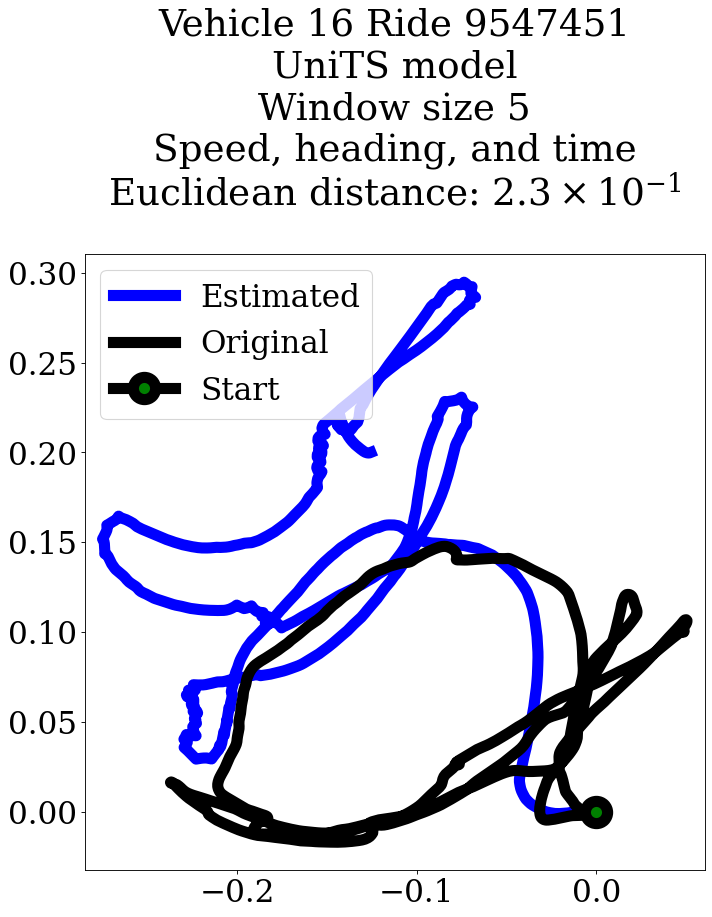 Vehicle 16 Ride 9547451
UniTS model
Window size 5
Speed, heading, and time
Euclidean distance: 2.3 × 10⁻¹
0.30
0.25
0.20
0.15
0.10
0.05
0.00
Estimated
Original
Start
−0.2
−0.1
0.0